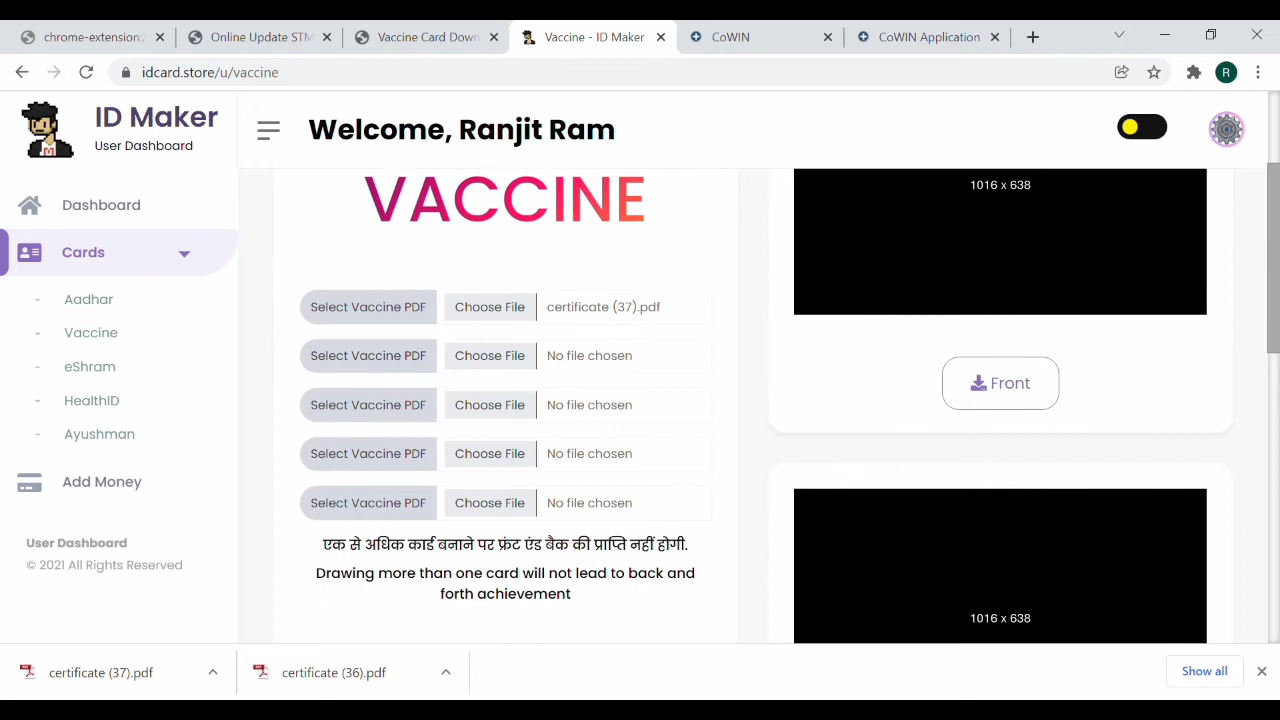 chrome-extension:/
Online Update STM
Vaccine Card Down
Vaccine - ID Maker
CoWIN
CoWIN Application
idcard.store/u/vaccine
R
ID Maker
User Dashboard
Welcome, Ranjit Ram
Dashboard
Cards
- Aadhar
- Vaccine
- eShram
- HealthID
- Ayushman
Add Money
User Dashboard
© 2021 All Rights Reserved
VACCINE
Select Vaccine PDF Choose File certificate (37).pdf
Select Vaccine PDF Choose File No file chosen
Select Vaccine PDF Choose File No file chosen
Select Vaccine PDF Choose File No file chosen
Select Vaccine PDF Choose File No file chosen
एक से अधिक कार्ड बनाने पर फ्रंट एंड बैक की प्राप्ति नहीं होगी.
Drawing more than one card will not lead to back and
forth achievement
1016 x 638
Front
1016 x 638
certificate (37).pdf
certificate (36).pdf
Show all